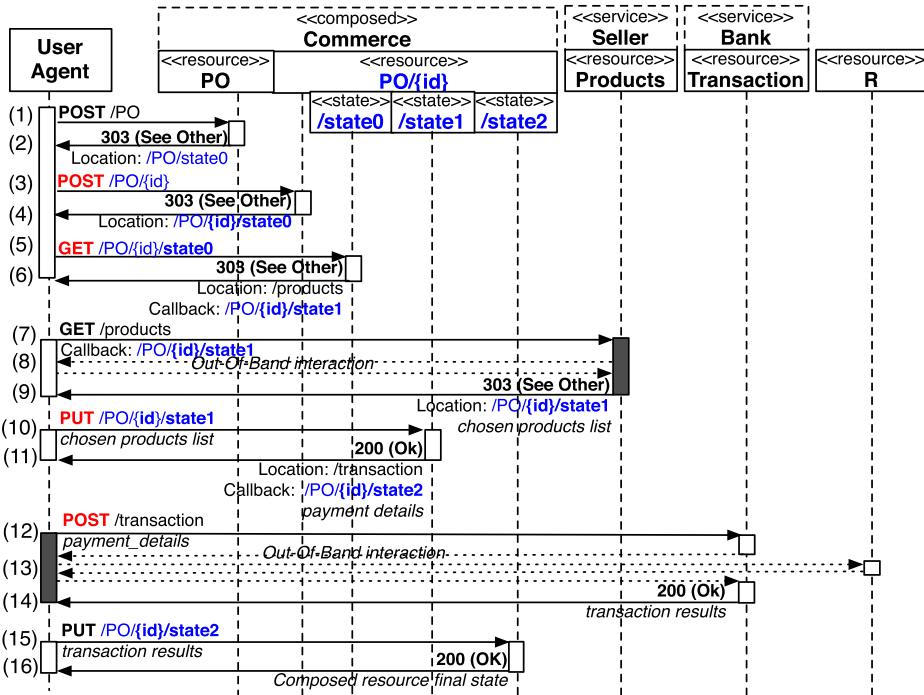 <<composed>>
Commerce
<<service>>
Seller
<<service>>
Bank
User
Agent
<<resource>>
PO
<<resource>>
PO/{id}
<<resource>>
Products
<<resource>>
Transaction
<<resource>>
R
<<state>>
/state0
<<state>>
/state1
<<state>>
/state2
(1)
POST /PO
(2)
303 (See Other)
Location: /PO/state0
(3)
POST /PO/{id}
(4)
303 (See Other)
Location: /PO/{id}/state0
(5)
GET /PO/{id}/state0
(6)
303 (See Other)
Location: /products
Callback: /PO/{id}/state1
(7)
GET /products
Callback: /PO/{id}/state1
(8)
Out-Of-Band interaction
(9)
303 (See Other)
Location: /PO/{id}/state1
chosen products list
(10)
PUT /PO/{id}/state1
chosen products list
(11)
200 (Ok)
Location: /transaction
Callback: /PO/{id}/state2
payment details
(12)
POST /transaction
payment_details
Out-Of-Band interaction
(13)
(14)
200 (Ok)
transaction results
(15)
PUT /PO/{id}/state2
transaction results
(16)
200 (OK)
Composed resource final state